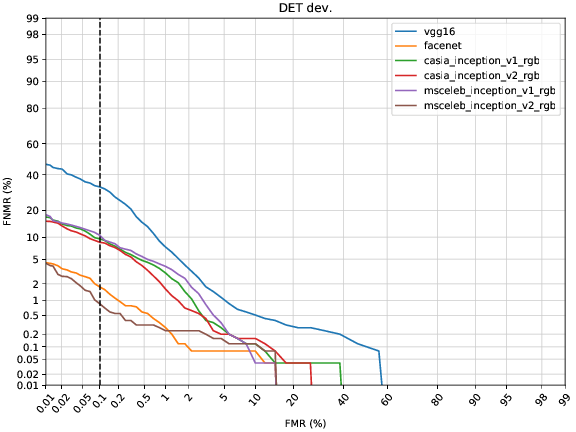 DET dev.
99
98
95
90
80
60
40
20
10
5
2
1
0.5
0.2
0.1
0.05
0.02
0.01
FNMR (%)
vgg16
facenet
casia_inception_v1_rgb
casia_inception_v2_rgb
msceleb_inception_v1_rgb
msceleb_inception_v2_rgb
0.01 0.02 0.05 0.1 0.2 0.5 1 2 5 10 20 40 60 80 90 95 98 99
FMR (%)